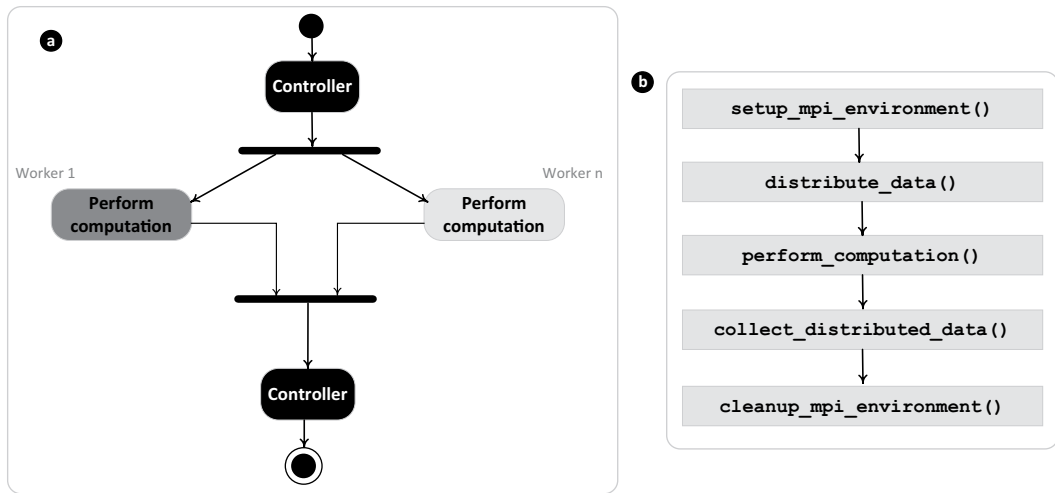 a
Controller
Worker 1
Worker n
Perform
computation
Perform
computation
Controller
b
setup_mpi_environment()
distribute_data()
perform_computation()
collect_distributed_data()
cleanup_mpi_environment()